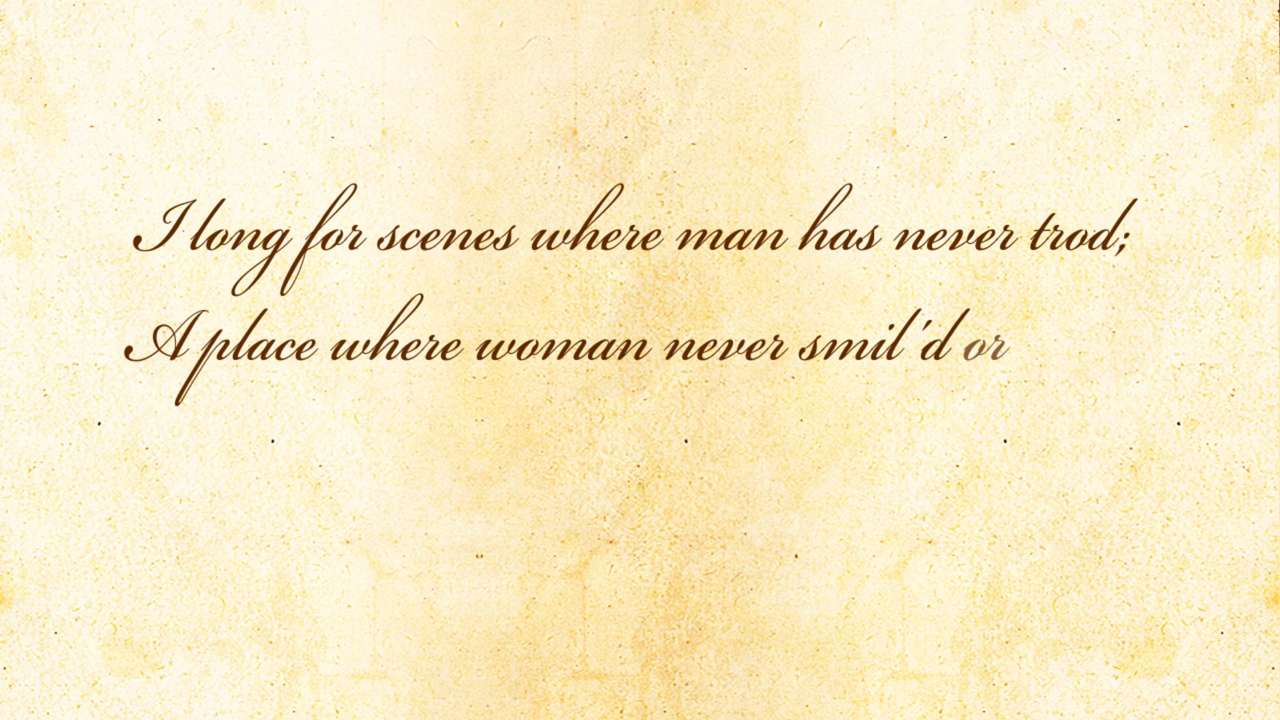 I long for scenes where man has never trod;
A place where woman never smil'd or